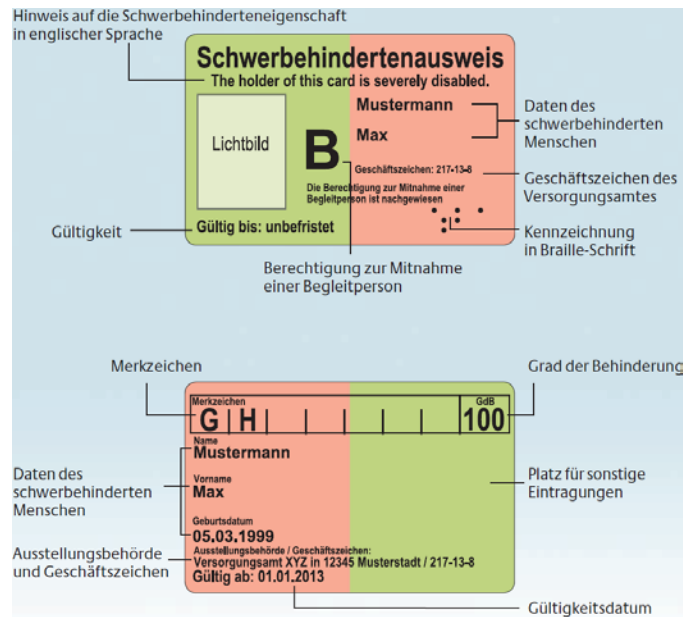 Hinweis auf die Schwerbehinderteneigenschaft
in englischer Sprache
Schwerbehindertenausweis
The holder of this card is severely disabled.
Lichtbild
B
Mustermann
Max
Geschäftszeichen: 217-13-8
Die Berechtigung zur Mitnahme einer
Begleitperson ist nachgewiesen
Gültig bis: unbefristet
Daten des
schwerbehinderten
Menschen
Geschäftszeichen des
Versorgungsamtes
Kennzeichnung
in Braille-Schrift
Gültigkeit
Berechtigung zur Mitnahme
einer Begleitperson
Merkzeichen
Grad der Behinderung
Merkzeichen
G H
GdB
100
Name
Mustermann
Vorname
Max
Geburtsdatum
05.03.1999
Ausstellungsbehörde / Geschäftszeichen:
Versorgungsamt XYZ in 12345 Musterstadt / 217-13-8
Gültig ab: 01.01.2013
Daten des
schwerbehinderten
Menschen
Ausstellungsbehörde
und Geschäftszeichen
Platz für sonstige
Eintragungen
Gültigkeitsdatum